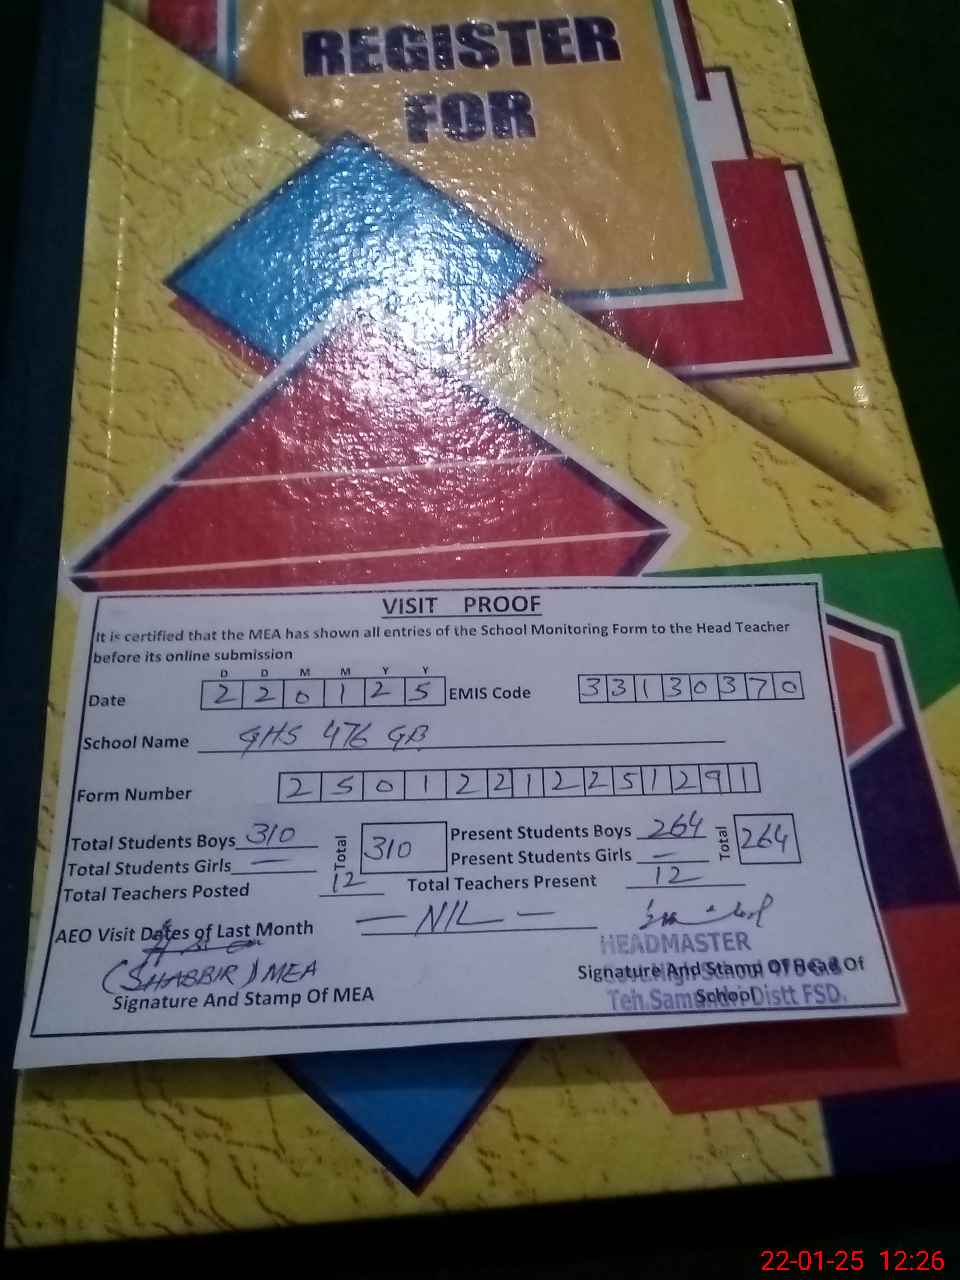 REGISTER
FOR
VISIT PROOF
It is certified that the MEA has shown all entries of the School Monitoring Form to the Head Teacher
before its online submission
D D M M Y Y
Date 2 2 0 1 2 5 EMIS Code 3 3 1 3 0 3 7 0
School Name GHS 476 GB
Form Number 2 5 0 1 2 2 1 2 2 5 1 2 9 1
Total Students Boys 310 Total 310 Present Students Boys 264 Total 264
Total Students Girls — Present Students Girls —
Total Teachers Posted 12 Total Teachers Present 12
AEO Visit Dates of Last Month — NIL —
HEADMASTER
(SHABBIR) MEA
Signature And Stamp Of MEA
Signature And Stamp Of Head Of
School
Teh. Samundri Distt FSD.
22-01-25 12:26